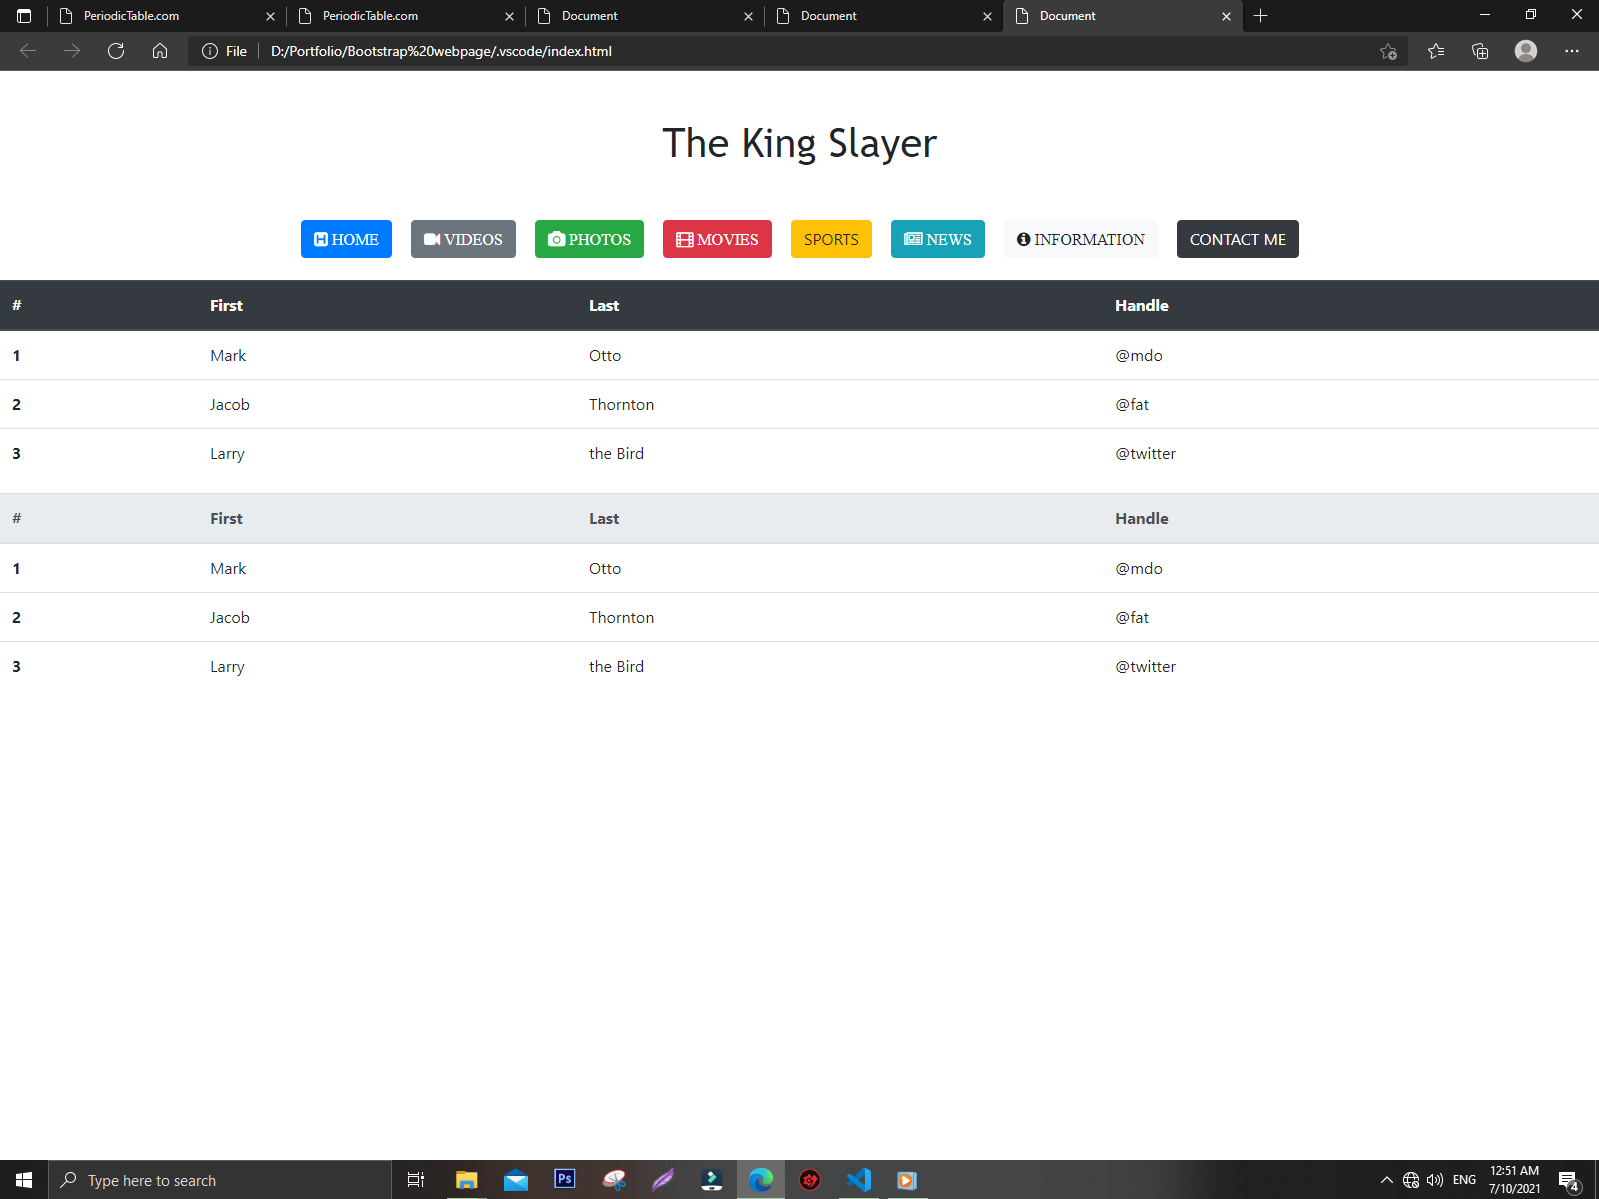 PeriodicTable.com PeriodicTable.com Document Document Document
File D:/Portfolio/Bootstrap%20webpage/.vscode/index.html
The King Slayer
HOME VIDEOS PHOTOS MOVIES SPORTS NEWS INFORMATION CONTACT ME
# First Last Handle
1 Mark Otto @mdo
2 Jacob Thornton @fat
3 Larry the Bird @twitter
# First Last Handle
1 Mark Otto @mdo
2 Jacob Thornton @fat
3 Larry the Bird @twitter
Type here to search Ps ENG 12:51 AM
7/10/2021 4